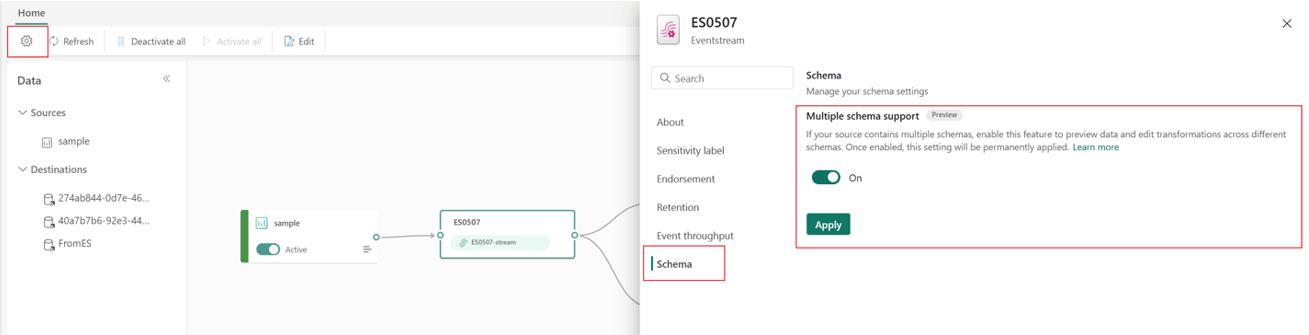 Home
Refresh
Deactivate all
Activate all
Edit
Data
Sources
sample
Destinations
274ab844-0d7e-46...
40a7b7b6-92e3-44...
FromES
sample
Active
ES0507
ES0507-stream
ES0507
Eventstream
Search
About
Sensitivity label
Endorsement
Retention
Event throughput
Schema
Schema
Manage your schema settings
Multiple schema support Preview
If your source contains multiple schemas, enable this feature to preview data and edit transformations across different
schemas. Once enabled, this setting will be permanently applied. Learn more
On
Apply